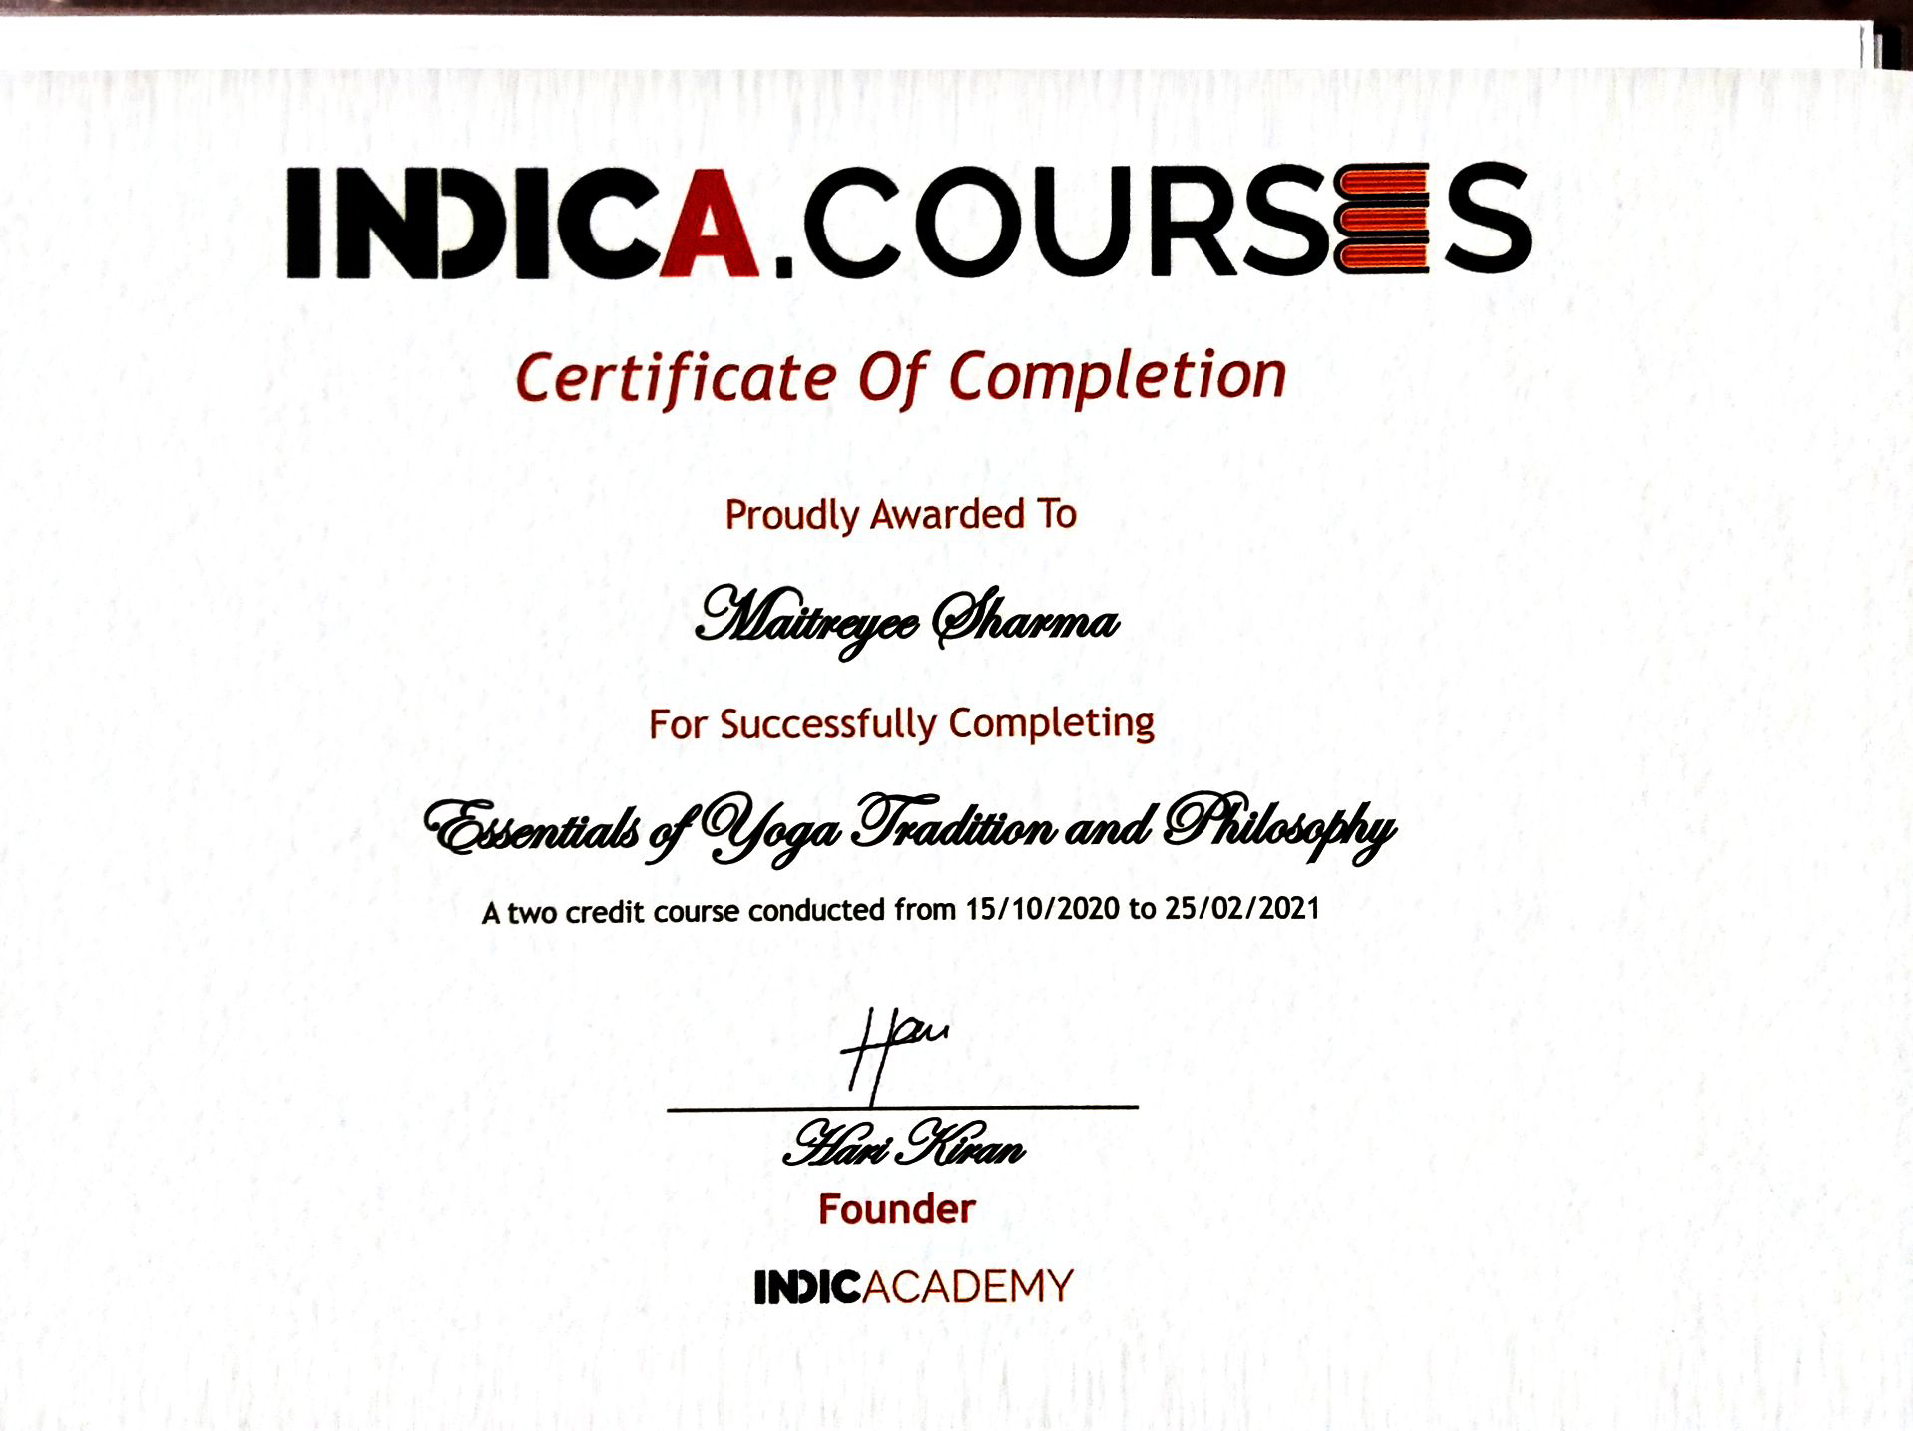 INDICA.COURSES
Certificate Of Completion
Proudly Awarded To
Maitreyee Sharma
For Successfully Completing
Essentials of Yoga Tradition and Philosophy
A two credit course conducted from 15/10/2020 to 25/02/2021
Hari
Hari Kiran
Founder
INDICACADEMY